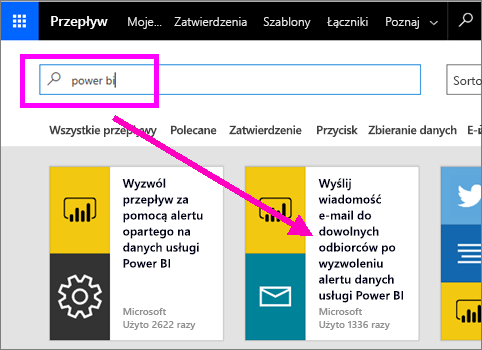 Przepływ Moje... Zatwierdzenia Szablony Łączniki Poznaj
power bi
Sorto
Wszystkie przepływy Polecane Zatwierdzenie Przycisk Zbieranie danych E-
Wyzwól
przepływ za
pomocą alertu
opartego na
danych usługi
Power BI
Microsoft
Użyto 2622 razy
Wyślij
wiadomość
e-mail do
dowolnych
odbiorców po
wyzwoleniu
alertu danych
usługi Power BI
Microsoft
Użyto 1336 razy